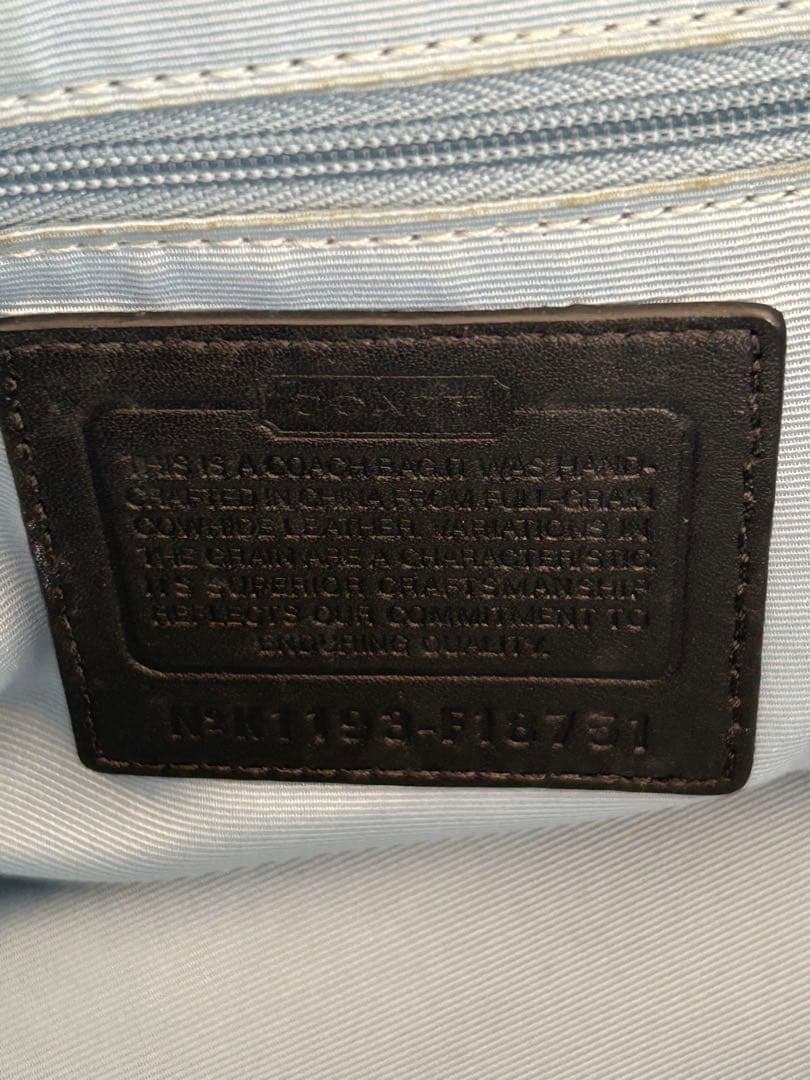 COACH
THIS IS A COACH BAG. IT WAS HAND-
CRAFTED IN CHINA FROM FULL-GRAIN
COWHIDE LEATHER. VARIATIONS IN
THE GRAIN ARE A CHARACTERISTIC.
ITS SUPERIOR CRAFTSMANSHIP
REFLECTS OUR COMMITMENT TO
ENDURING QUALITY.
Nº K1193-F18731